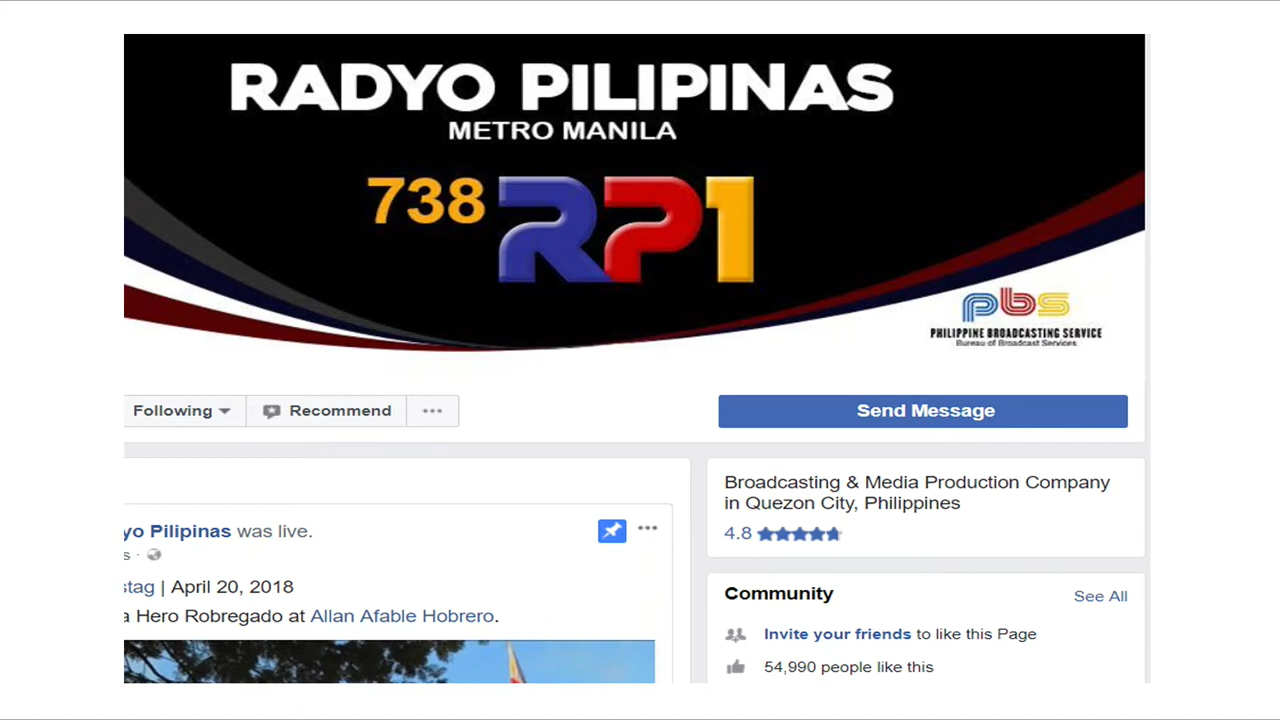 RADYO PILIPINAS
METRO MANILA
738 RP1
pbs
PHILIPPINE BROADCASTING SERVICE
Bureau of Broadcast Services
Following
Recommend
Send Message
yo Pilipinas was live.
s ·
stag | April 20, 2018
a Hero Robregado at Allan Afable Hobrero.
Broadcasting & Media Production Company
in Quezon City, Philippines
4.8
Community
See All
Invite your friends to like this Page
54,990 people like this